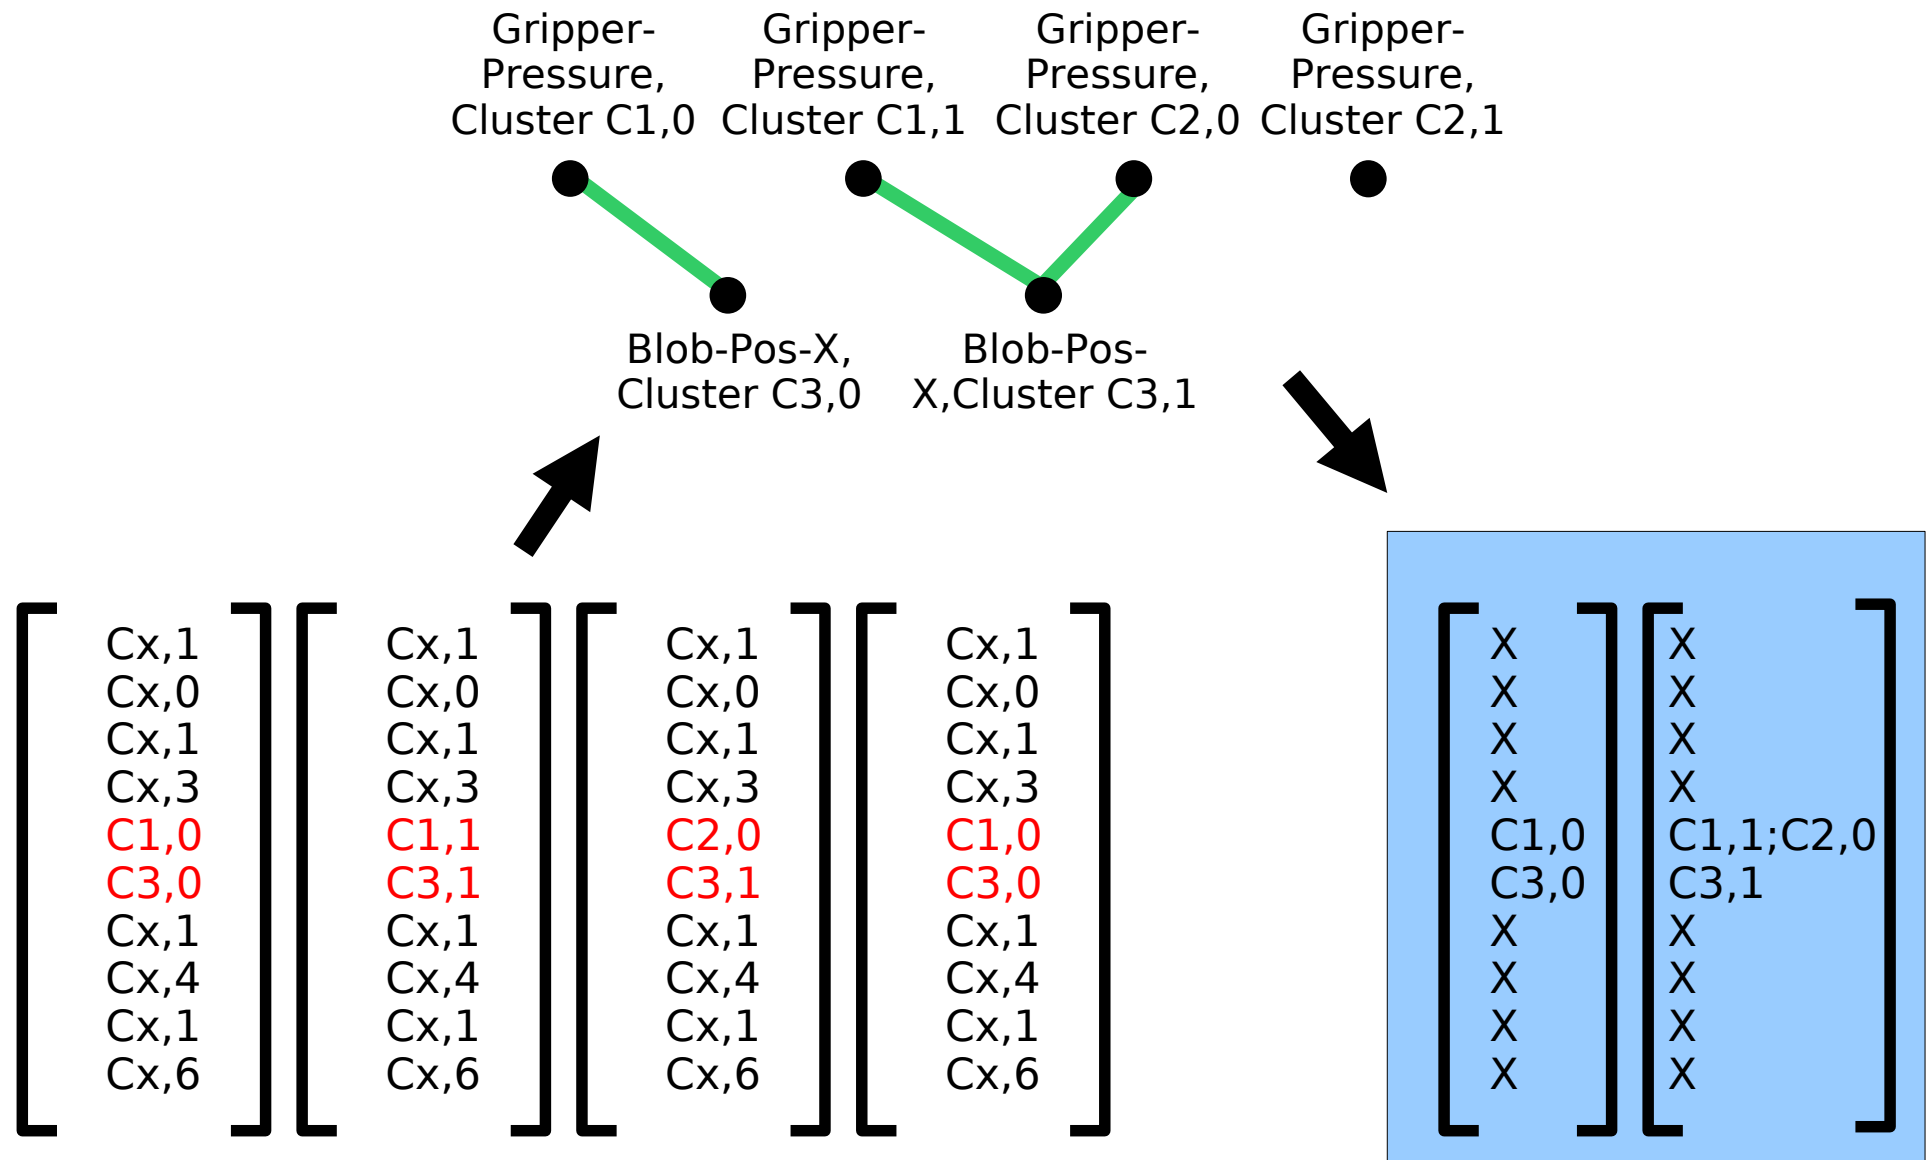 Gripper-
Pressure,
Cluster C1,0
Gripper-
Pressure,
Cluster C1,1
Gripper-
Pressure,
Cluster C2,0
Gripper-
Pressure,
Cluster C2,1
Blob-Pos-X,
Cluster C3,0
Blob-Pos-
X,Cluster C3,1
Cx,1
Cx,0
Cx,1
Cx,3
C1,0
C3,0
Cx,1
Cx,4
Cx,1
Cx,6
Cx,1
Cx,0
Cx,1
Cx,3
C1,1
C3,1
Cx,1
Cx,4
Cx,1
Cx,6
Cx,1
Cx,0
Cx,1
Cx,3
C2,0
C3,1
Cx,1
Cx,4
Cx,1
Cx,6
Cx,1
Cx,0
Cx,1
Cx,3
C1,0
C3,0
Cx,1
Cx,4
Cx,1
Cx,6
X
X
X
X
C1,0
C3,0
X
X
X
X
X
X
X
X
C1,1;C2,0
C3,1
X
X
X
X